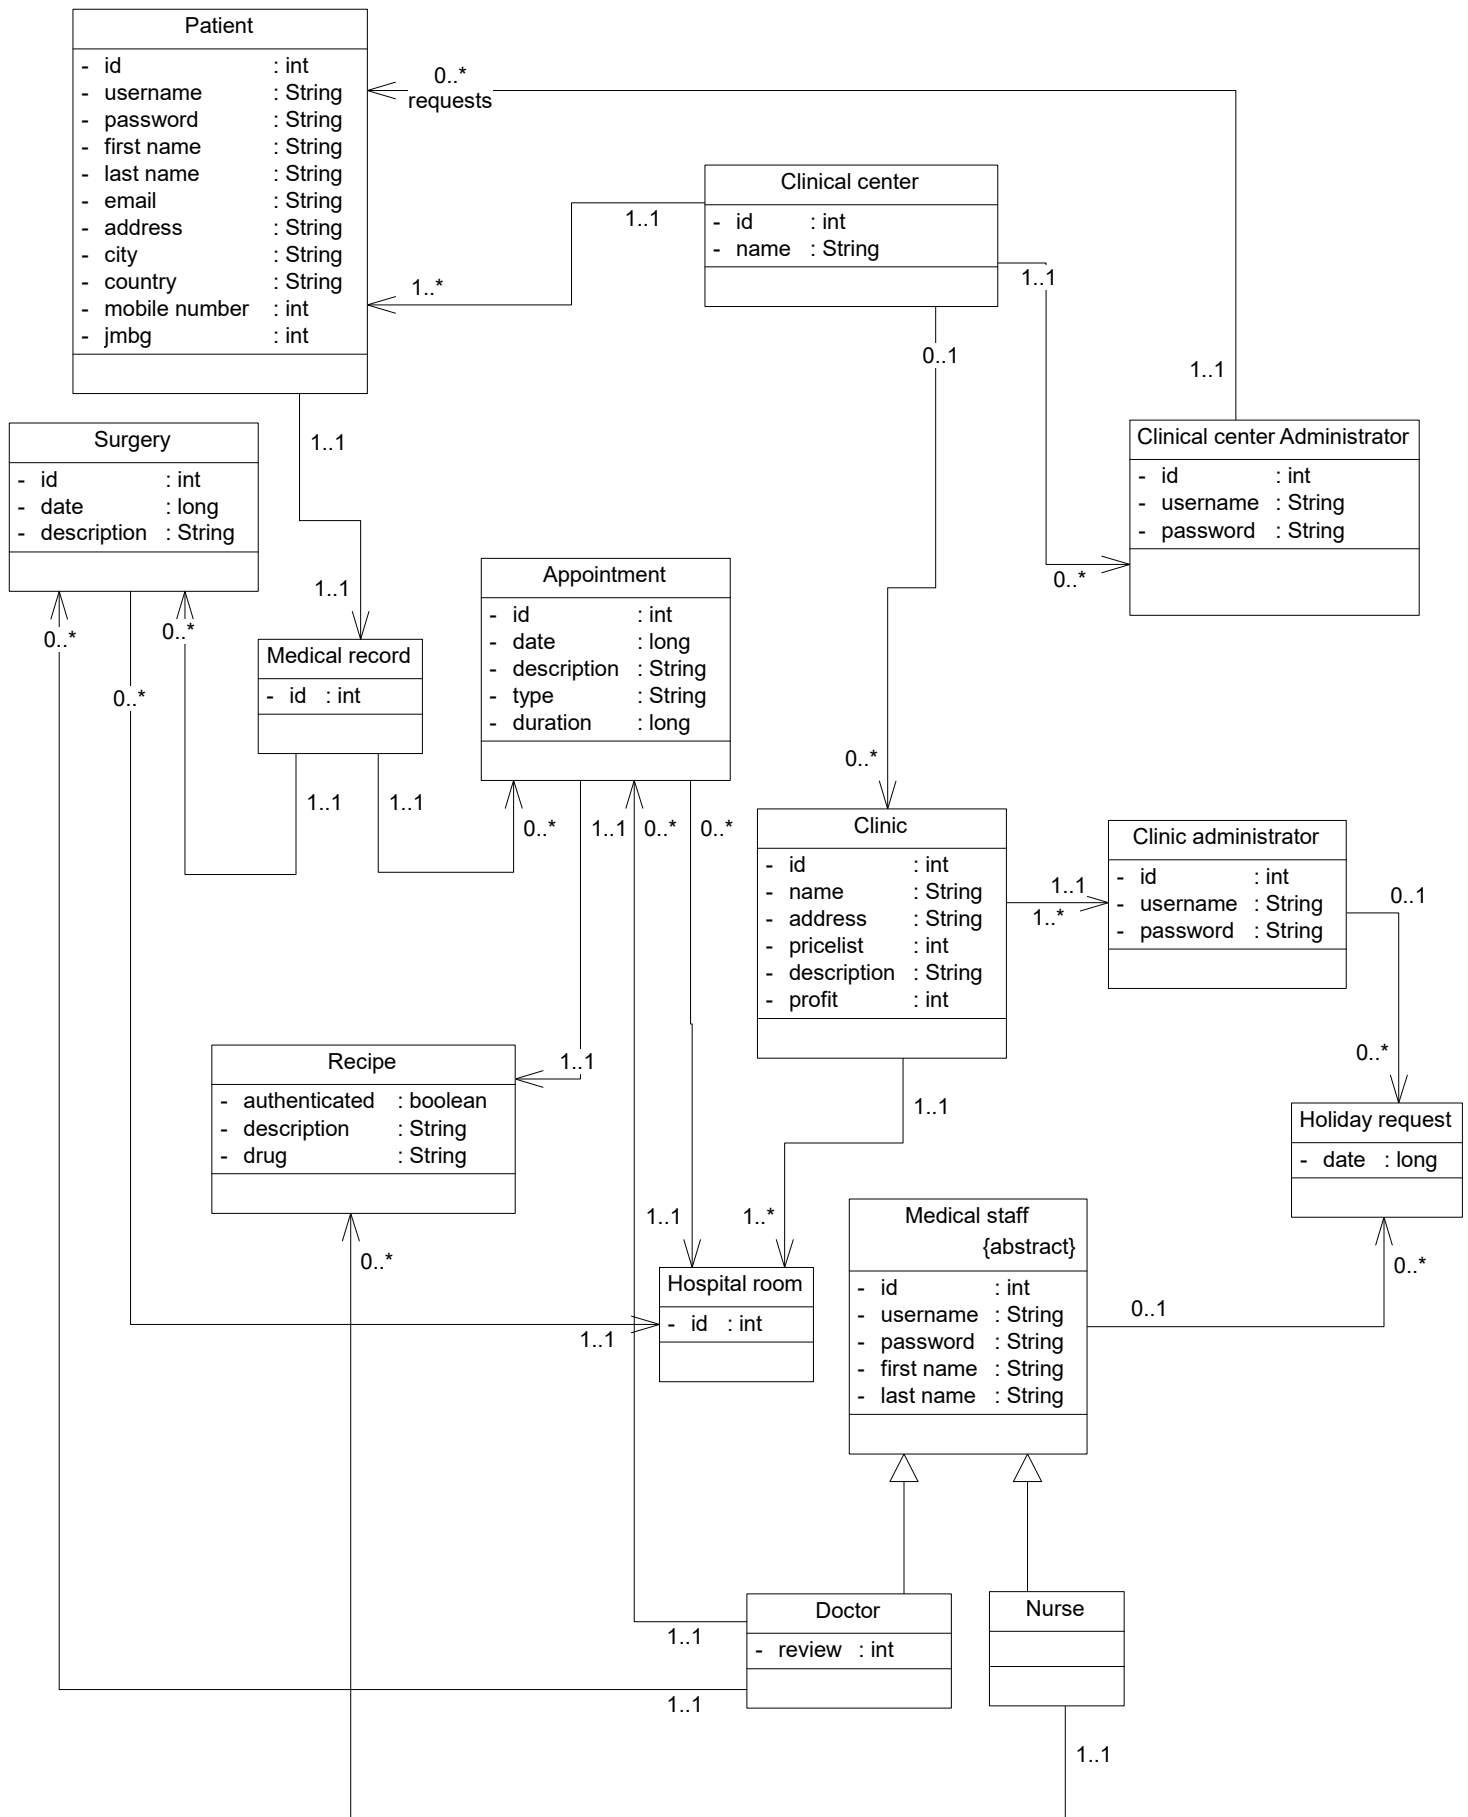 Patient
- id : int
- username : String
- password : String
- first name : String
- last name : String
- email : String
- address : String
- city : String
- country : String
- mobile number : int
- jmbg : int
0..*
requests
Clinical center
- id : int
- name : String
1..1
1..*
1..1
0..1
1..1
Clinical center Administrator
- id : int
- username : String
- password : String
0..*
1..1
Surgery
- id : int
- date : long
- description : String
1..1
0..*
0..*
0..*
Medical record
- id : int
1..1
1..1
Appointment
- id : int
- date : long
- description : String
- type : String
- duration : long
0..*
1..1
0..*
0..*
0..*
Clinic
- id : int
- name : String
- address : String
- pricelist : int
- description : String
- profit : int
1..1
1..*
Clinic administrator
- id : int
- username : String
- password : String
0..1
0..*
Recipe
- authenticated : boolean
- description : String
- drug : String
1..1
1..1
Holiday request
- date : long
0..*
1..1
1..*
Hospital room
- id : int
1..1
Medical staff
{abstract}
- id : int
- username : String
- password : String
- first name : String
- last name : String
0..1
0..*
Doctor
- review : int
1..1
1..1
Nurse
1..1